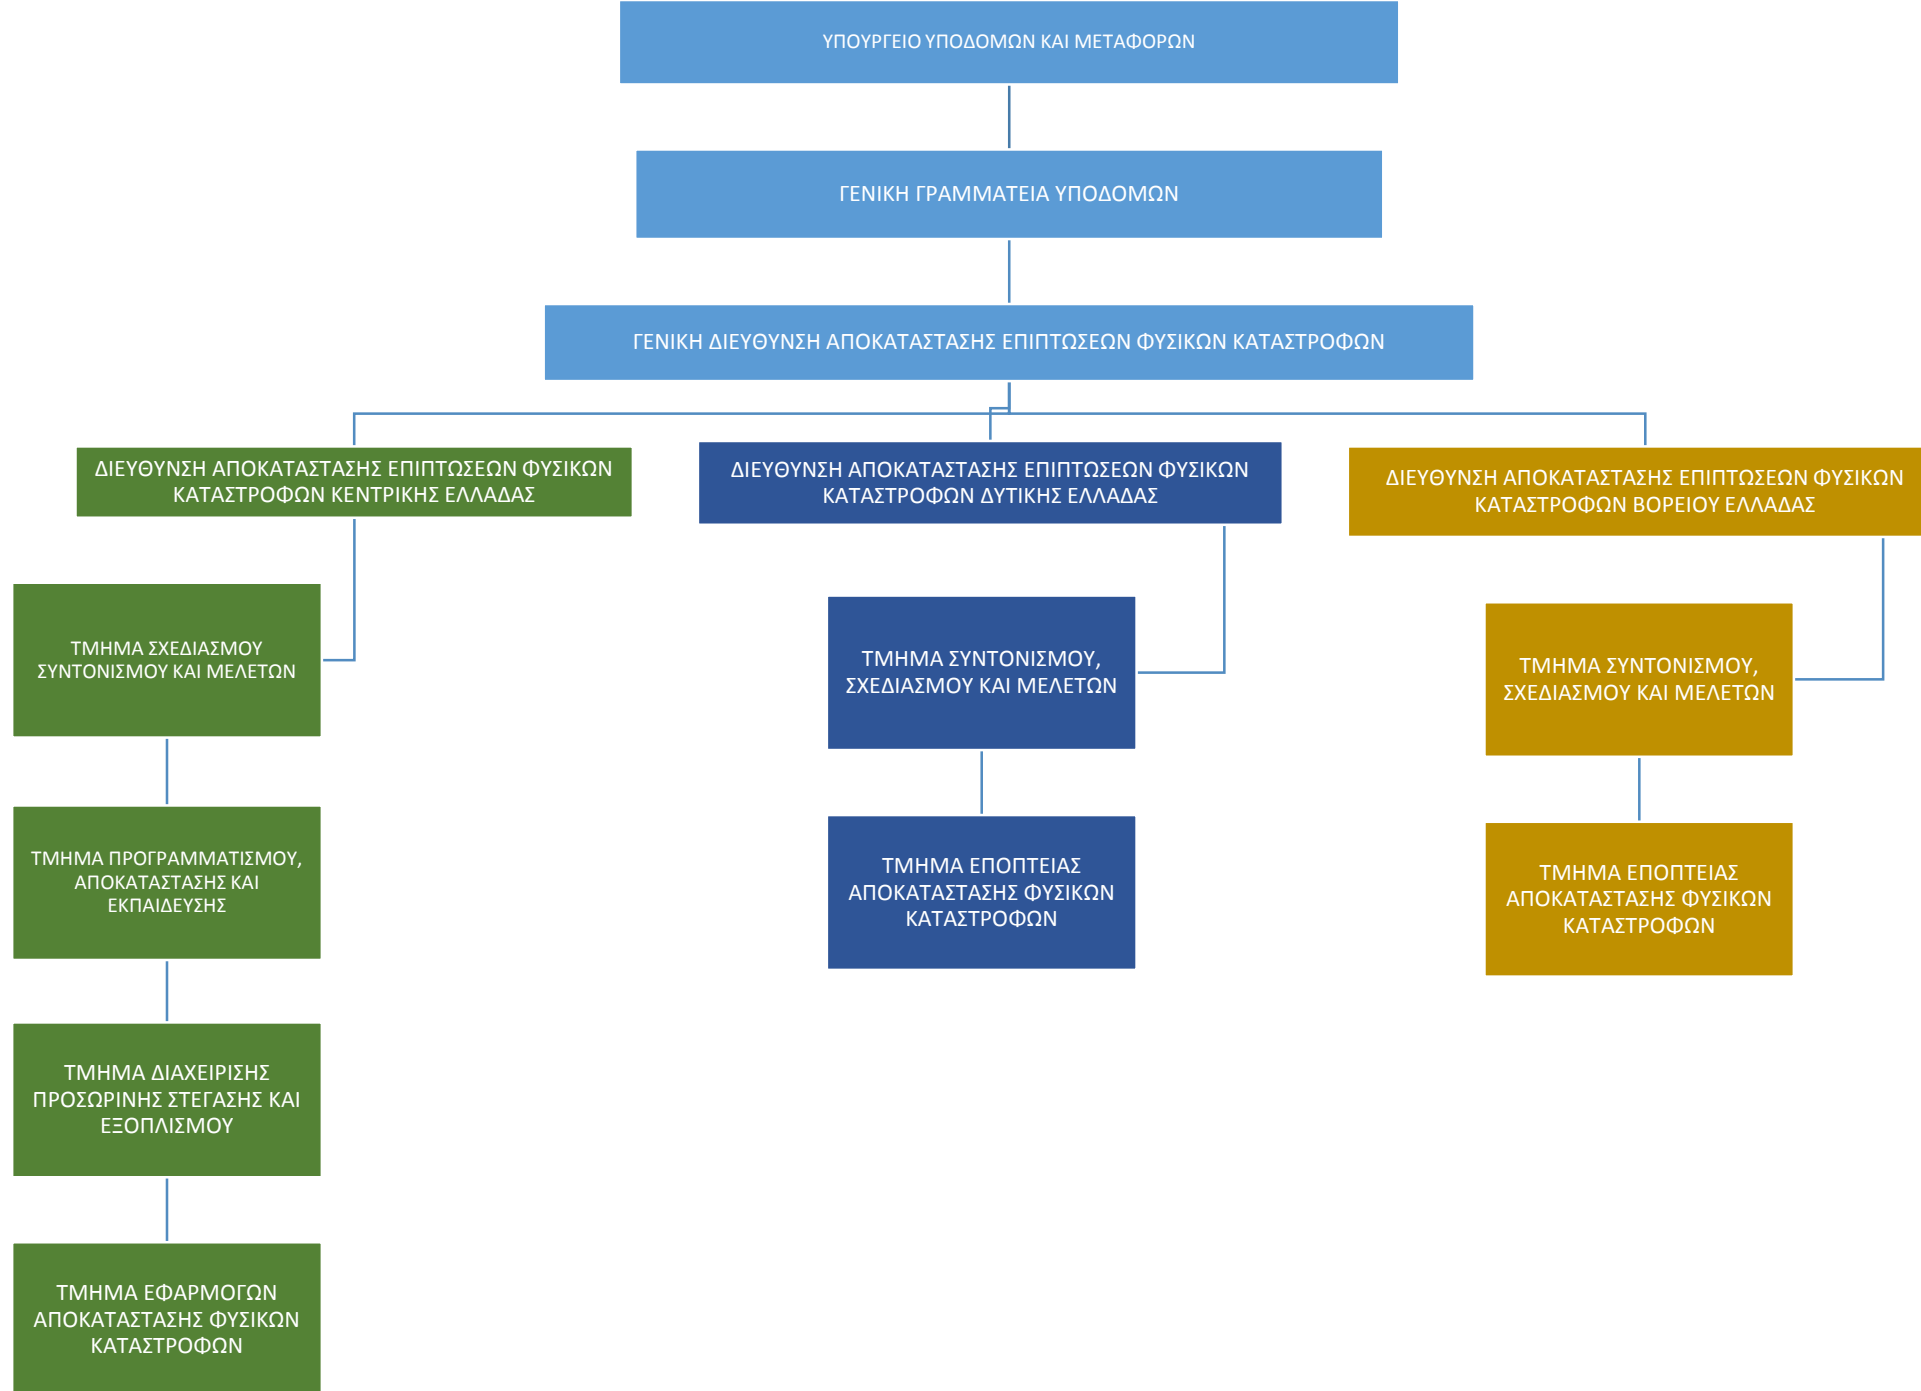 ΥΠΟΥΡΓΕΙΟ ΥΠΟΔΟΜΩΝ ΚΑΙ ΜΕΤΑΦΟΡΩΝ
ΓΕΝΙΚΗ ΓΡΑΜΜΑΤΕΙΑ ΥΠΟΔΟΜΩΝ
ΓΕΝΙΚΗ ΔΙΕΥΘΥΝΣΗ ΑΠΟΚΑΤΑΣΤΑΣΗΣ ΕΠΙΠΤΩΣΕΩΝ ΦΥΣΙΚΩΝ ΚΑΤΑΣΤΡΟΦΩΝ
ΔΙΕΥΘΥΝΣΗ ΑΠΟΚΑΤΑΣΤΑΣΗΣ ΕΠΙΠΤΩΣΕΩΝ ΦΥΣΙΚΩΝ
ΚΑΤΑΣΤΡΟΦΩΝ ΚΕΝΤΡΙΚΗΣ ΕΛΛΑΔΑΣ
ΤΜΗΜΑ ΣΧΕΔΙΑΣΜΟΥ
ΣΥΝΤΟΝΙΣΜΟΥ ΚΑΙ ΜΕΛΕΤΩΝ
ΤΜΗΜΑ ΠΡΟΓΡΑΜΜΑΤΙΣΜΟΥ,
ΑΠΟΚΑΤΑΣΤΑΣΗΣ ΚΑΙ
ΕΚΠΑΙΔΕΥΣΗΣ
ΤΜΗΜΑ ΔΙΑΧΕΙΡΙΣΗΣ
ΠΡΟΣΩΡΙΝΗΣ ΣΤΕΓΑΣΗΣ ΚΑΙ
ΕΞΟΠΛΙΣΜΟΥ
ΤΜΗΜΑ ΕΦΑΡΜΟΓΩΝ
ΑΠΟΚΑΤΑΣΤΑΣΗΣ ΦΥΣΙΚΩΝ
ΚΑΤΑΣΤΡΟΦΩΝ
ΔΙΕΥΘΥΝΣΗ ΑΠΟΚΑΤΑΣΤΑΣΗΣ ΕΠΙΠΤΩΣΕΩΝ ΦΥΣΙΚΩΝ
ΚΑΤΑΣΤΡΟΦΩΝ ΔΥΤΙΚΗΣ ΕΛΛΑΔΑΣ
ΤΜΗΜΑ ΣΥΝΤΟΝΙΣΜΟΥ,
ΣΧΕΔΙΑΣΜΟΥ ΚΑΙ ΜΕΛΕΤΩΝ
ΤΜΗΜΑ ΕΠΟΠΤΕΙΑΣ
ΑΠΟΚΑΤΑΣΤΑΣΗΣ ΦΥΣΙΚΩΝ
ΚΑΤΑΣΤΡΟΦΩΝ
ΔΙΕΥΘΥΝΣΗ ΑΠΟΚΑΤΑΣΤΑΣΗΣ ΕΠΙΠΤΩΣΕΩΝ ΦΥΣΙΚΩΝ
ΚΑΤΑΣΤΡΟΦΩΝ ΒΟΡΕΙΟΥ ΕΛΛΑΔΑΣ
ΤΜΗΜΑ ΣΥΝΤΟΝΙΣΜΟΥ,
ΣΧΕΔΙΑΣΜΟΥ ΚΑΙ ΜΕΛΕΤΩΝ
ΤΜΗΜΑ ΕΠΟΠΤΕΙΑΣ
ΑΠΟΚΑΤΑΣΤΑΣΗΣ ΦΥΣΙΚΩΝ
ΚΑΤΑΣΤΡΟΦΩΝ